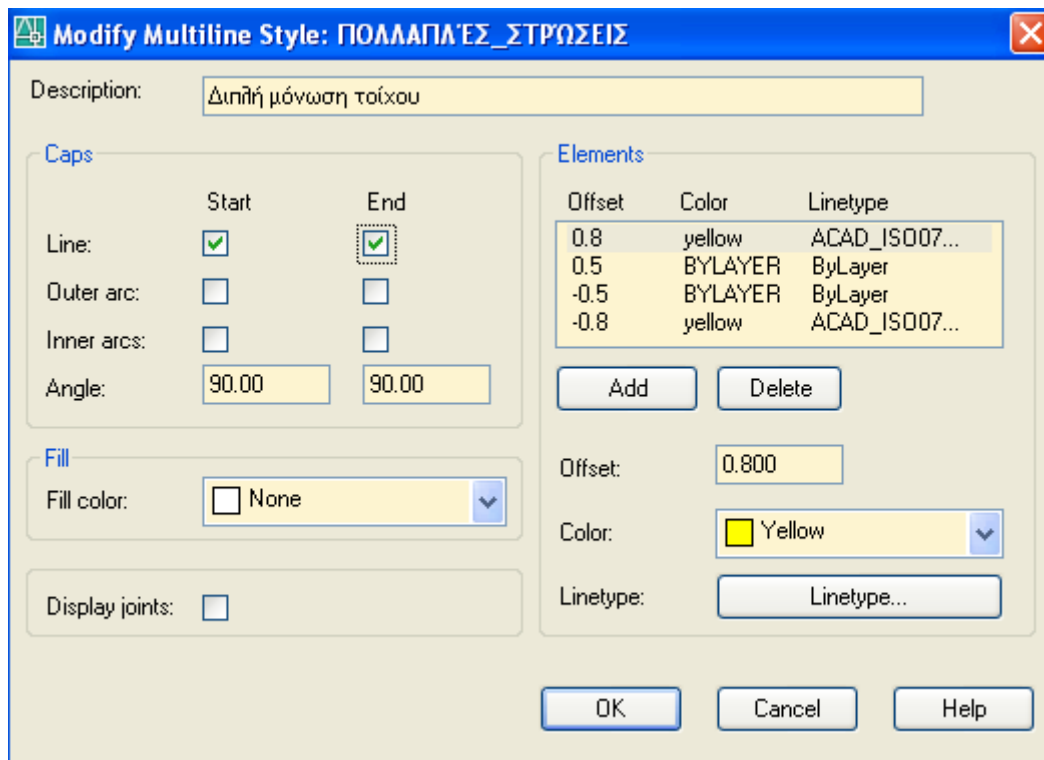 Modify Multiline Style: ΠΟΛΛΑΠΛΈΣ_ΣΤΡΏΣΕΙΣ
Description: Διπλή μόνωση τοίχου
Caps
Start End
Line:
Outer arc:
Inner arcs:
Angle: 90.00 90.00
Fill
Fill color: None
Display joints:
Elements
Offset Color Linetype
0.8 yellow ACAD_ISO07...
0.5 BYLAYER ByLayer
-0.5 BYLAYER ByLayer
-0.8 yellow ACAD_ISO07...
Add Delete
Offset: 0.800
Color: Yellow
Linetype: Linetype...
OK Cancel Help